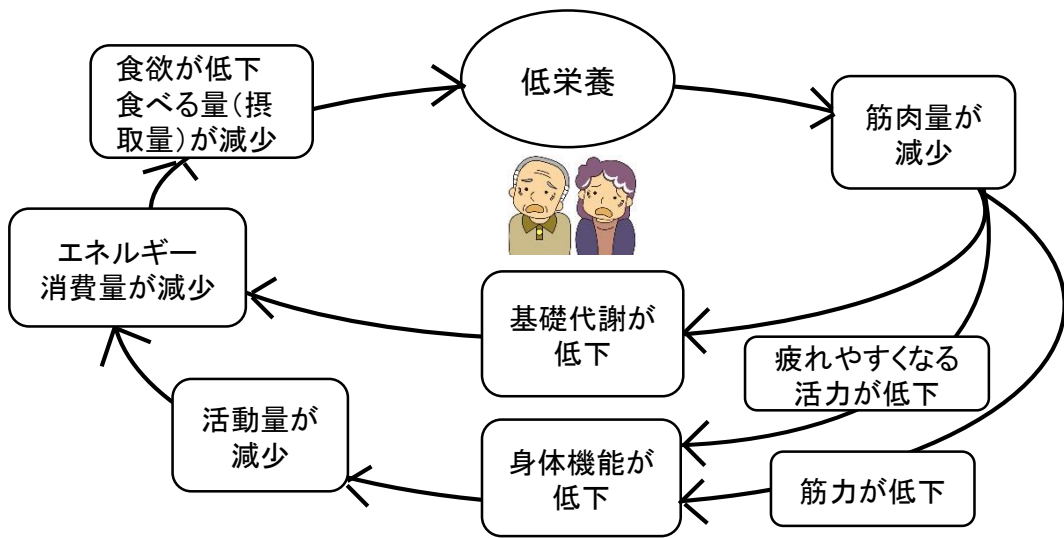 低栄養
筋肉量が
減少
基礎代謝が
低下
疲れやすくなる
活力が低下
筋力が低下
身体機能が
低下
活動量が
減少
エネルギー
消費量が減少
食欲が低下
食べる量(摂
取量)が減少